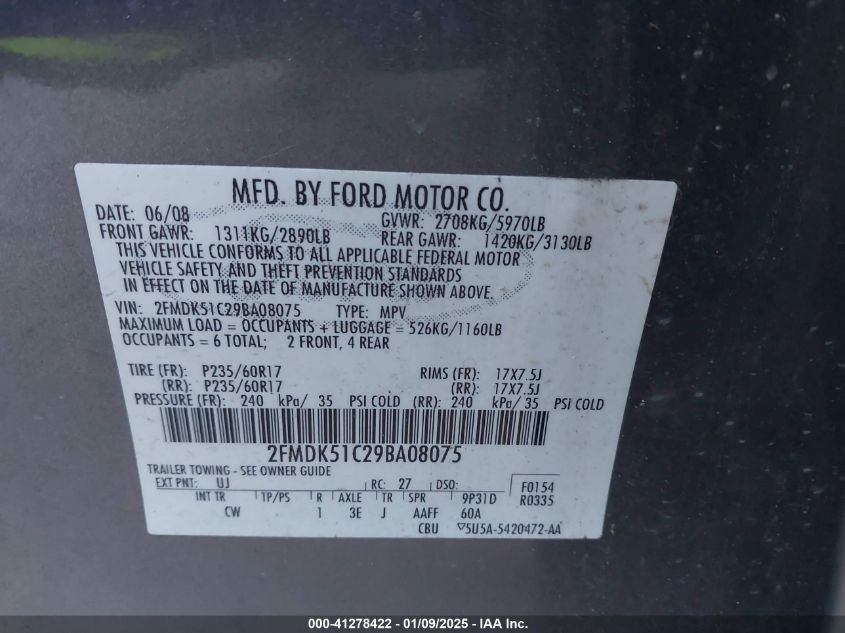 MFD. BY FORD MOTOR CO.
DATE: 06/08 GVWR: 2708KG/5970LB
FRONT GAWR: 1311KG/2890LB REAR GAWR: 1420KG/3130LB
THIS VEHICLE CONFORMS TO ALL APPLICABLE FEDERAL MOTOR
VEHICLE SAFETY AND THEFT PREVENTION STANDARDS
IN EFFECT ON THE DATE OF MANUFACTURE SHOWN ABOVE.
VIN: 2FMDK51C29BA08075 TYPE: MPV
MAXIMUM LOAD = OCCUPANTS + LUGGAGE = 526KG/1160LB
OCCUPANTS = 6 TOTAL; 2 FRONT, 4 REAR
TIRE (FR): P235/60R17 RIMS (FR): 17X7.5J
(RR): P235/60R17 (RR): 17X7.5J
PRESSURE (FR): 240 kPa/ 35 PSI COLD (RR): 240 kPa/ 35 PSI COLD
2FMDK51C29BA08075
TRAILER TOWING - SEE OWNER GUIDE
EXT PNT: UJ RC: 27 DSO: F0154
INT TR TP/PS R AXLE TR SPR 9P31D R0335
CW 1 3E J AAFF 60A
CBU 5U5A-5420472-AA
000-41278422 - 01/09/2025 - IAA Inc.